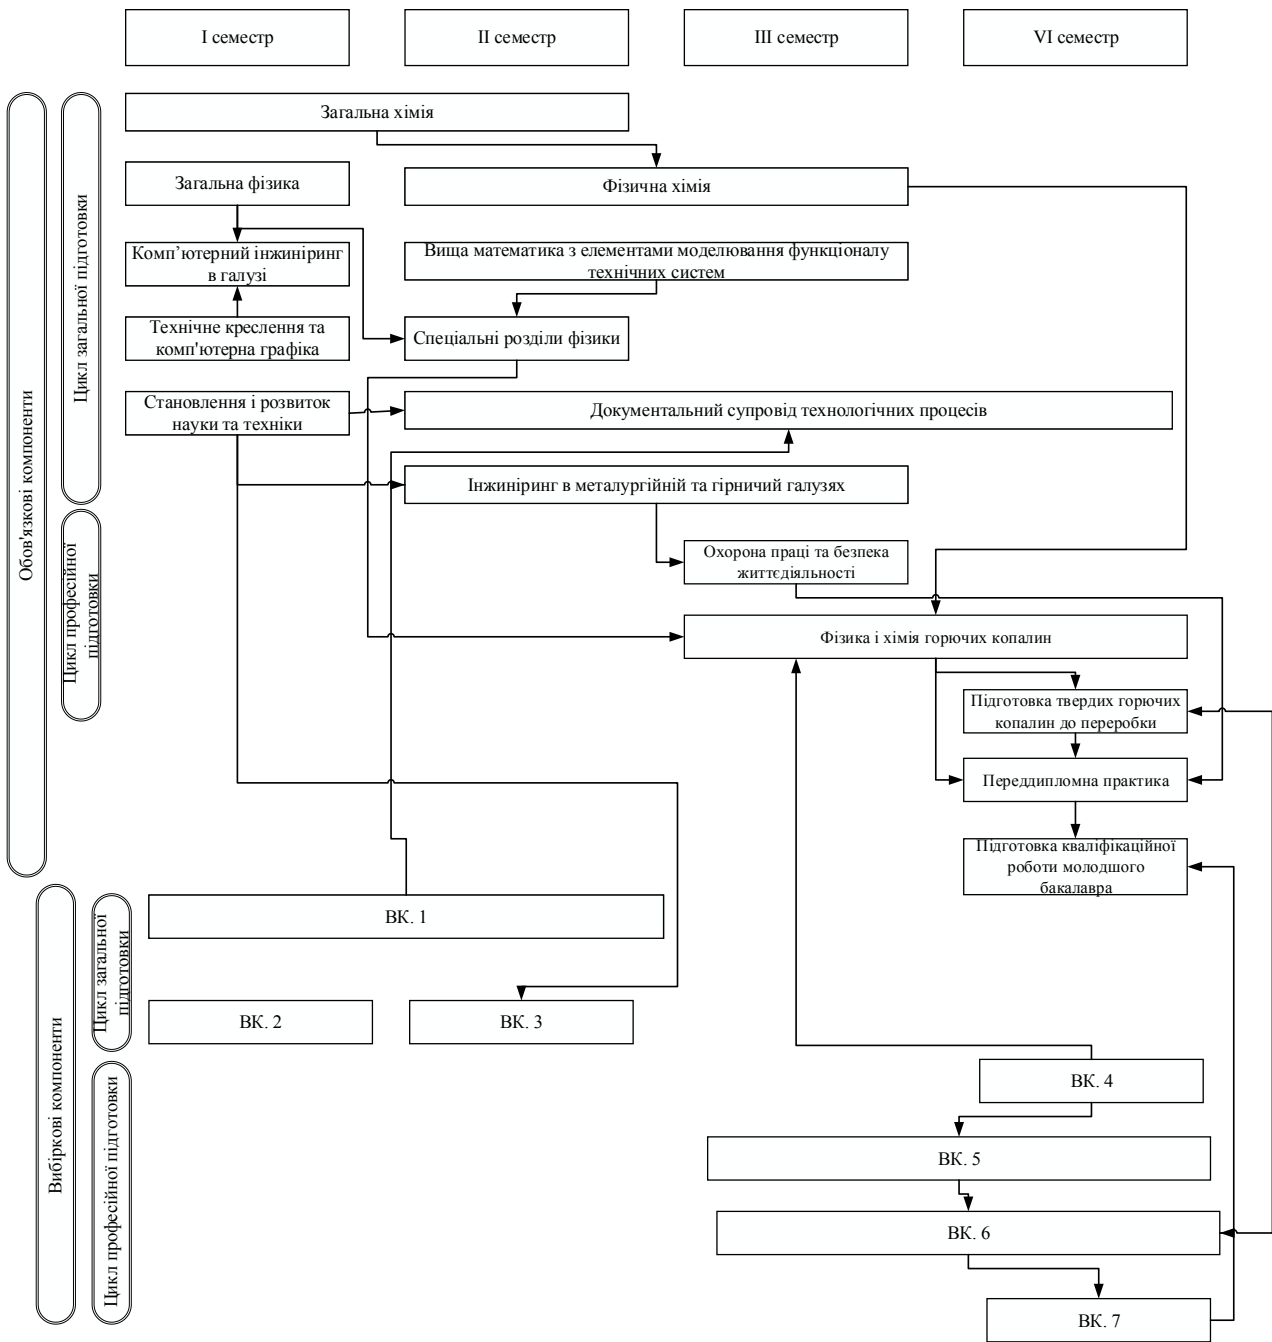 І семестр
ІІ семестр
ІІІ семестр
VI семестр
Обов'язкові компоненти
Цикл загальної підготовки
Загальна хімія
Загальна фізика
Фізична хімія
Комп’ютерний інжиніринг
в галузі
Вища математика з елементами моделювання функціоналу
технічних систем
Технічне креслення та
комп'ютерна графіка
Спеціальні розділи фізики
Становлення і розвиток
науки та техніки
Документальний супровід технологічних процесів
Інжиніринг в металургійній та гірничий галузях
Цикл професійної
підготовки
Охорона праці та безпека
життєдіяльності
Фізика і хімія горючих копалин
Підготовка твердих горючих
копалин до переробки
Переддипломна практика
Підготовка кваліфікаційної
роботи молодшого
бакалавра
Вибіркові компоненти
Цикл загальної
підготовки
ВК. 1
ВК. 2
ВК. 3
Цикл професійної підготовки
ВК. 4
ВК. 5
ВК. 6
ВК. 7